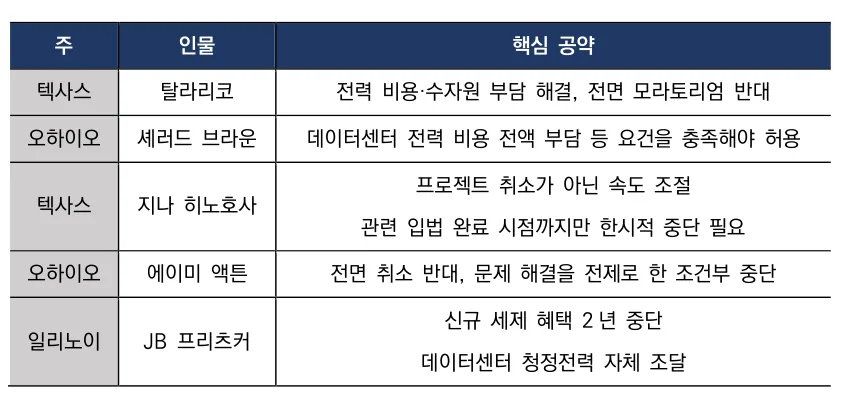 주 인물 핵심 공약
텍사스 탈라리코 전력 비용·수자원 부담 해결, 전면 모라토리엄 반대
오하이오 셰러드 브라운 데이터센터 전력 비용 전액 부담 등 요건을 충족해야 허용
텍사스 지나 히노호사 프로젝트 취소가 아닌 속도 조절
관련 입법 완료 시점까지만 한시적 중단 필요
오하이오 에이미 액튼 전면 취소 반대, 문제 해결을 전제로 한 조건부 중단
일리노이 JB 프리츠커 신규 세제 혜택 2년 중단
데이터센터 청정전력 자체 조달